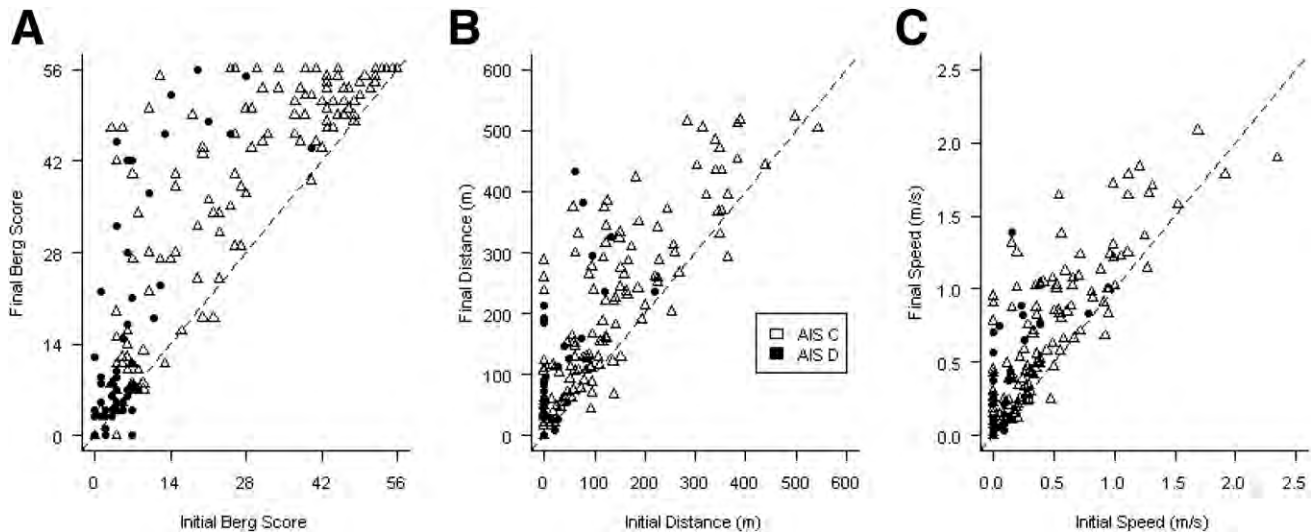 A
B
C
Final Berg Score
56
42
28
14
0
0 14 28 42 56
Initial Berg Score
Final Distance (m)
600
500
400
300
200
100
0
0 100 200 300 400 500 600
Initial Distance (m)
AIS C
AIS D
Final Speed (m/s)
2.5
2.0
1.5
1.0
0.5
0.0
0.0 0.5 1.0 1.5 2.0 2.5
Initial Speed (m/s)